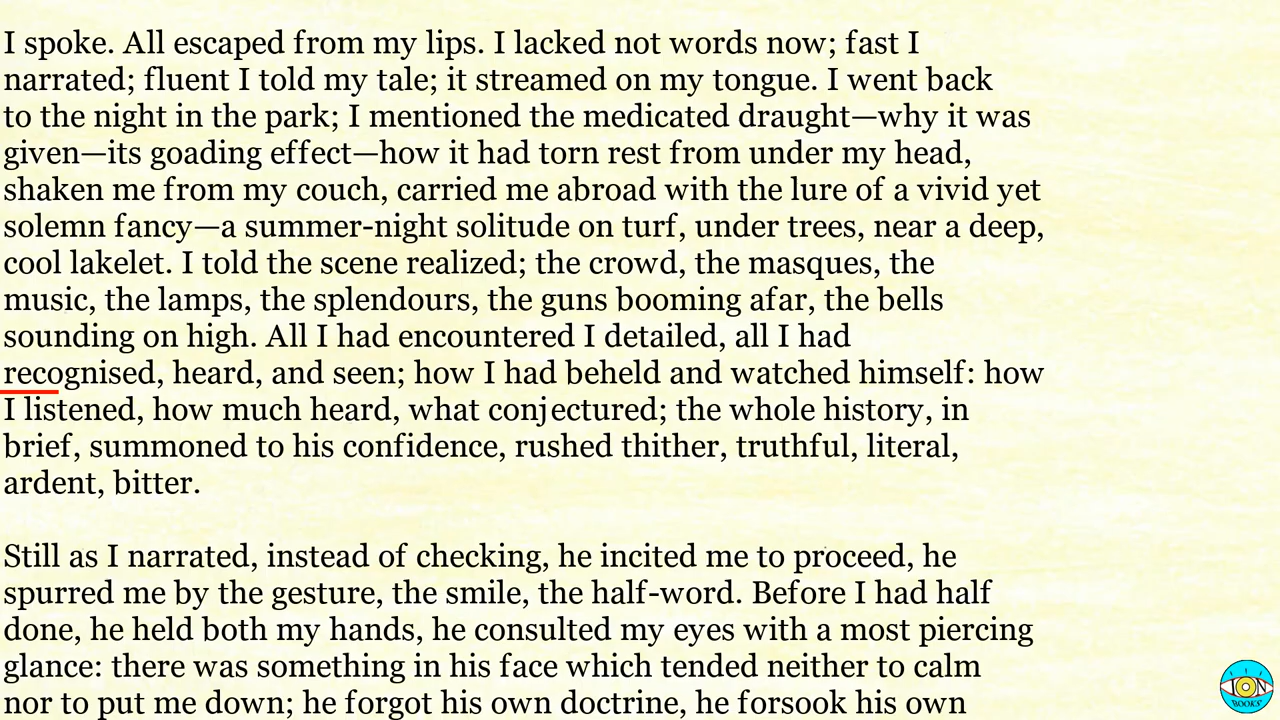 I spoke. All escaped from my lips. I lacked not words now; fast I
narrated; fluent I told my tale; it streamed on my tongue. I went back
to the night in the park; I mentioned the medicated draught—why it was
given—its goading effect—how it had torn rest from under my head,
shaken me from my couch, carried me abroad with the lure of a vivid yet
solemn fancy—a summer-night solitude on turf, under trees, near a deep,
cool lakelet. I told the scene realized; the crowd, the masques, the
music, the lamps, the splendours, the guns booming afar, the bells
sounding on high. All I had encountered I detailed, all I had
recognised, heard, and seen; how I had beheld and watched himself: how
I listened, how much heard, what conjectured; the whole history, in
brief, summoned to his confidence, rushed thither, truthful, literal,
ardent, bitter.
Still as I narrated, instead of checking, he incited me to proceed, he
spurred me by the gesture, the smile, the half-word. Before I had half
done, he held both my hands, he consulted my eyes with a most piercing
glance: there was something in his face which tended neither to calm
nor to put me down; he forgot his own doctrine, he forsook his own
ION
BOOKS